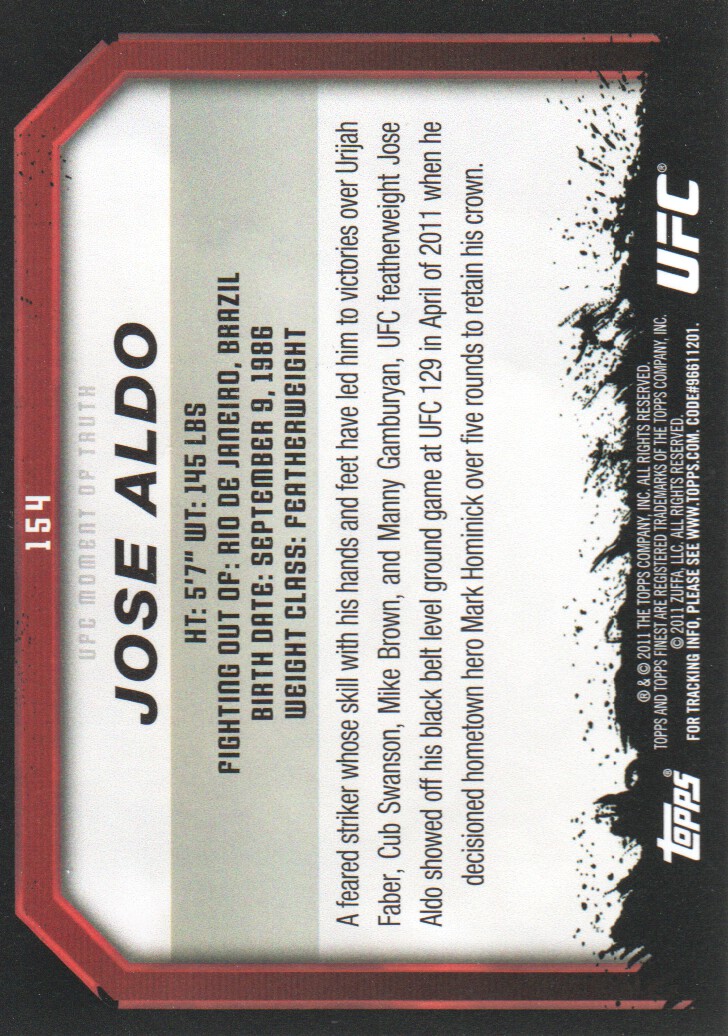 154
UFC MOMENT OF TRUTH
JOSE ALDO
HT: 5'7" WT: 145 LBS
FIGHTING OUT OF: RIO DE JANEIRO, BRAZIL
BIRTH DATE: SEPTEMBER 9, 1986
WEIGHT CLASS: FEATHERWEIGHT
A feared striker whose skill with his hands and feet have led him to victories over Urijah
Faber, Cub Swanson, Mike Brown, and Manny Gamburyan, UFC featherweight Jose
Aldo showed off his black belt level ground game at UFC 129 in April of 2011 when he
decisioned hometown hero Mark Hominick over five rounds to retain his crown.
Topps®
® & © 2011 THE TOPPS COMPANY, INC. ALL RIGHTS RESERVED.
TOPPS AND TOPPS FINEST ARE REGISTERED TRADEMARKS OF THE TOPPS COMPANY, INC.
© 2011 ZUFFA, LLC. ALL RIGHTS RESERVED.
FOR TRACKING INFO, PLEASE SEE WWW.TOPPS.COM. CODE#96611201.
UFC®